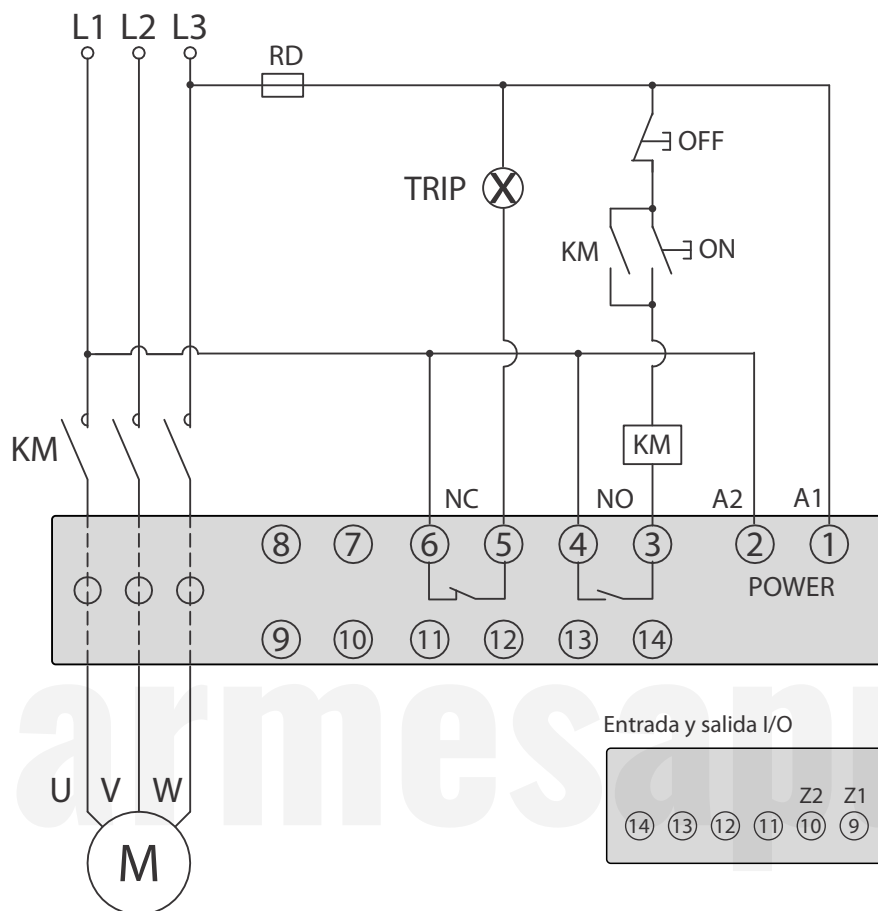 L1 L2 L3
RD
OFF
TRIP X
KM ON
KM
KM
NC NO A2 A1
8 7 6 5 4 3 2 1
POWER
9 10 11 12 13 14
armesapr
Entrada y salida I/O
U V W
Z2 Z1
14 13 12 11 10 9
M